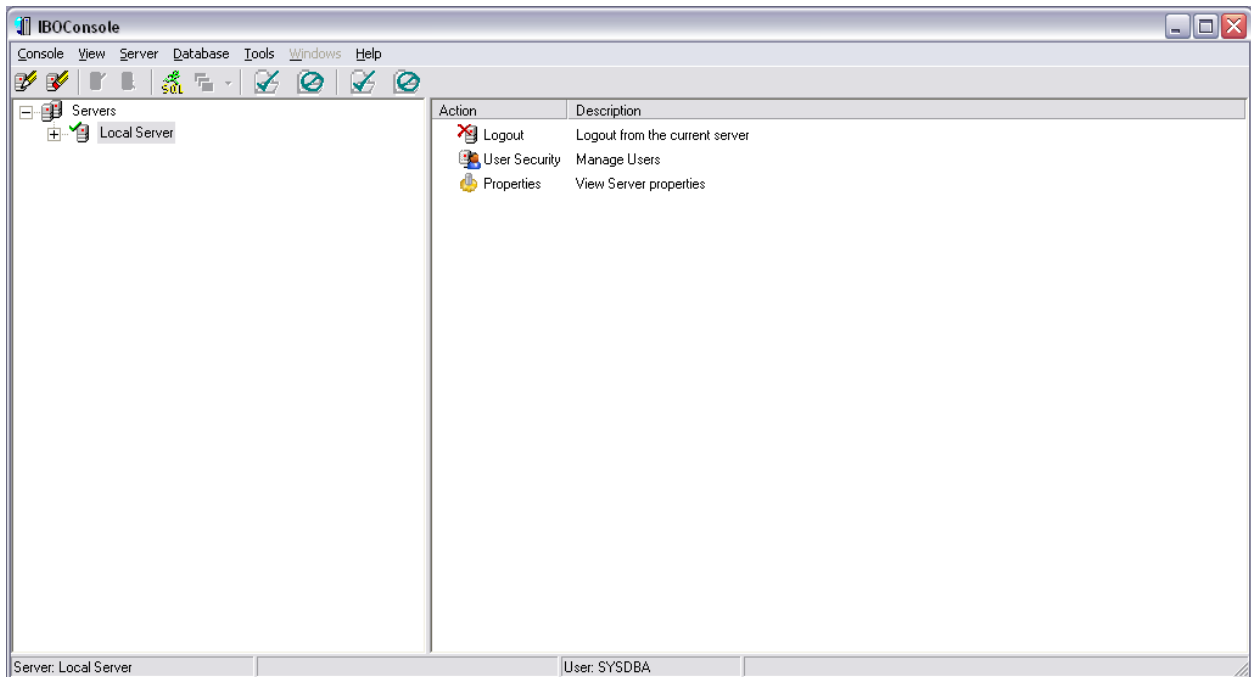 IBOConsole
Console View Server Database Tools Windows Help
SQL
Servers
Local Server
Action Description
Logout Logout from the current server
User Security Manage Users
Properties View Server properties
Server: Local Server User: SYSDBA